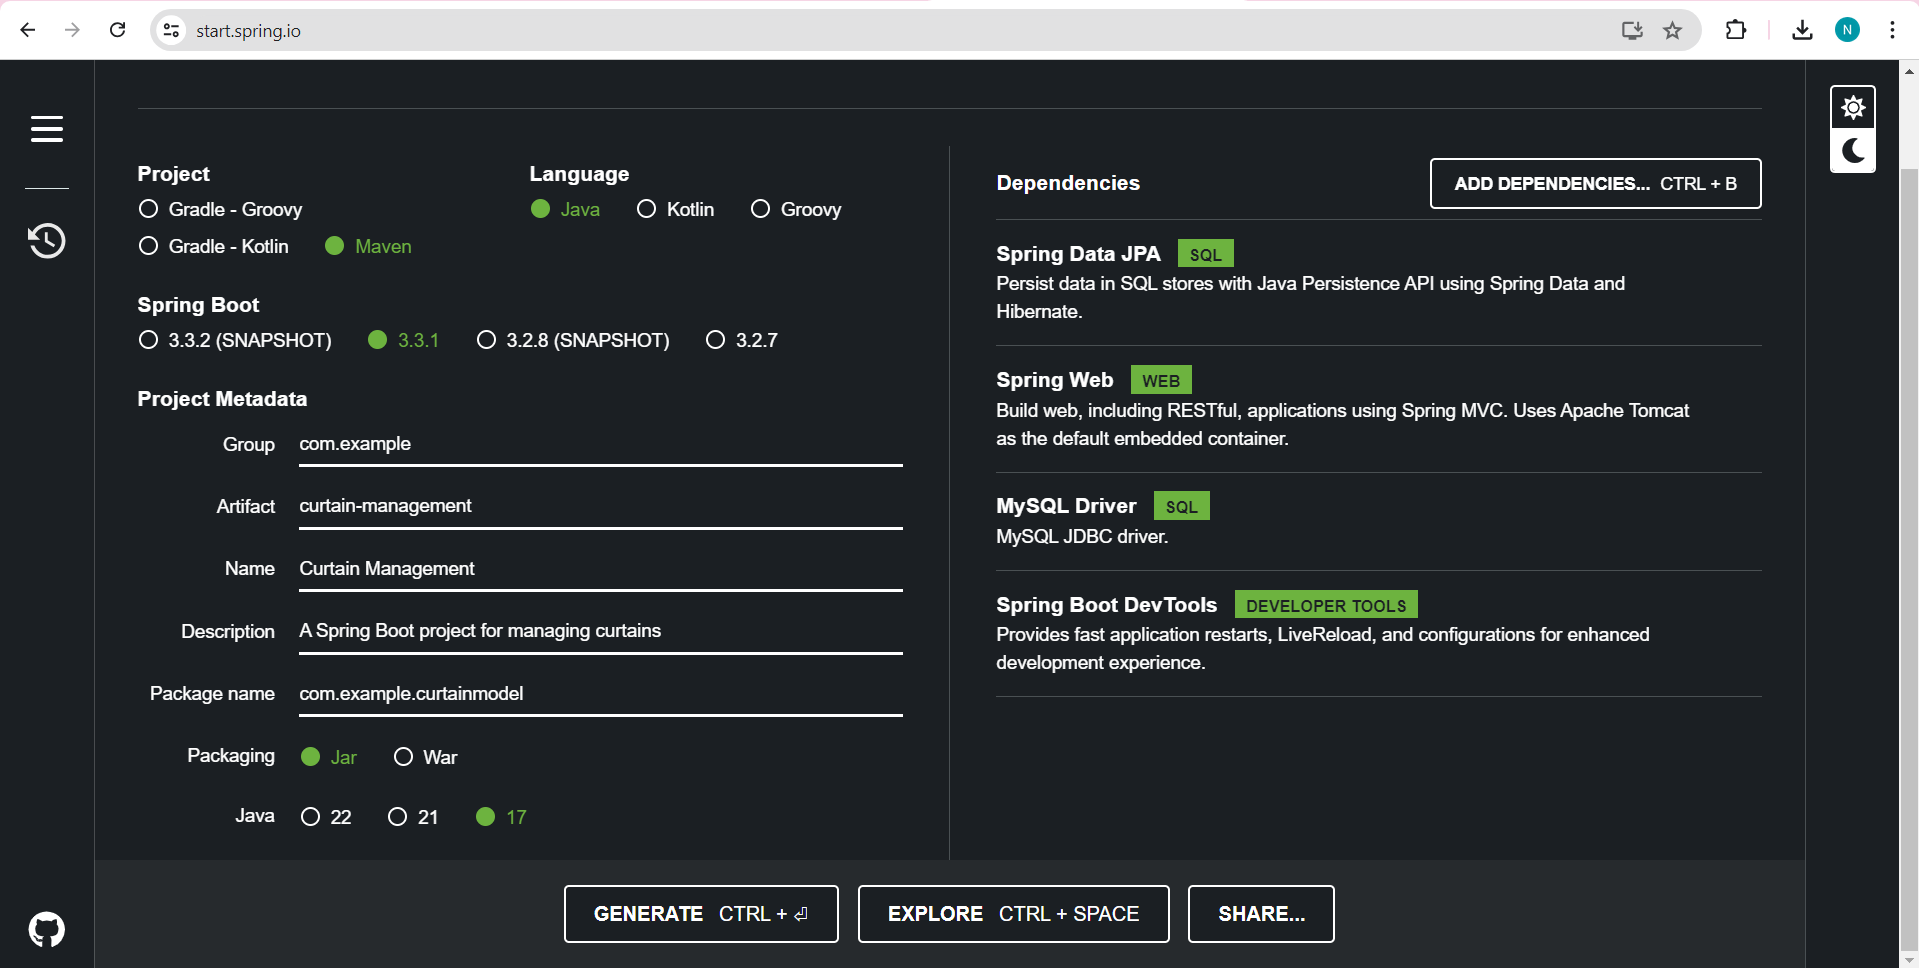 start.spring.io
N
Project
Gradle - Groovy
Gradle - Kotlin Maven
Language
Java Kotlin Groovy
Spring Boot
3.3.2 (SNAPSHOT) 3.3.1 3.2.8 (SNAPSHOT) 3.2.7
Project Metadata
Group com.example
Artifact curtain-management
Name Curtain Management
Description A Spring Boot project for managing curtains
Package name com.example.curtainmodel
Packaging Jar War
Java 22 21 17
Dependencies ADD DEPENDENCIES... CTRL + B
Spring Data JPA SQL
Persist data in SQL stores with Java Persistence API using Spring Data and
Hibernate.
Spring Web WEB
Build web, including RESTful, applications using Spring MVC. Uses Apache Tomcat
as the default embedded container.
MySQL Driver SQL
MySQL JDBC driver.
Spring Boot DevTools DEVELOPER TOOLS
Provides fast application restarts, LiveReload, and configurations for enhanced
development experience.
GENERATE CTRL + ⏎ EXPLORE CTRL + SPACE SHARE...